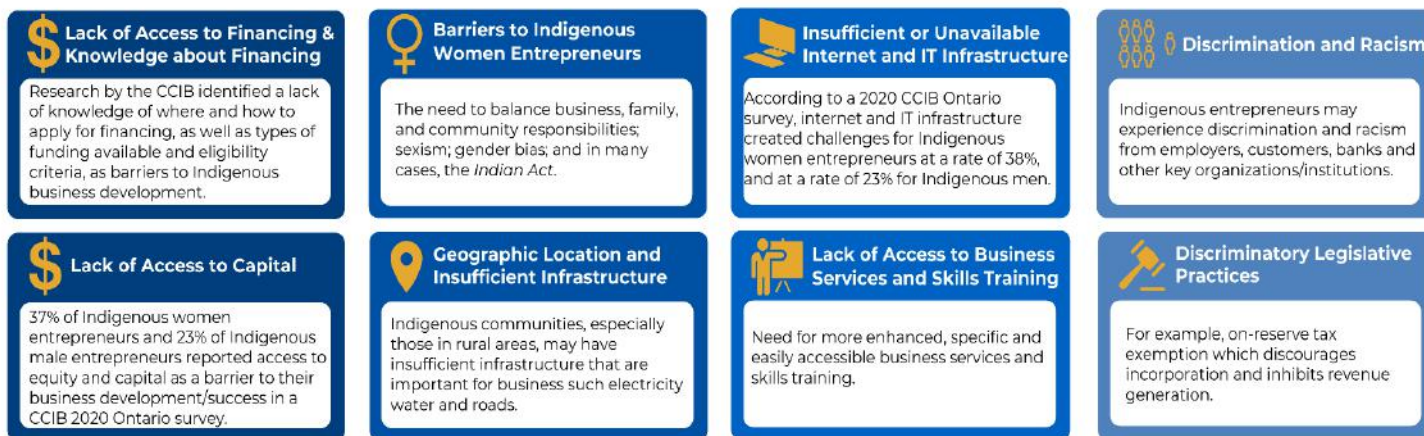 Lack of Access to Financing &
Knowledge about Financing
Research by the CCIB identified a lack
of knowledge of where and how to
apply for financing, as well as types of
funding available and eligibility
criteria, as barriers to Indigenous
business development.
Barriers to Indigenous
Women Entrepreneurs
The need to balance business, family,
and community responsibilities;
sexism; gender bias; and in many
cases, the Indian Act.
Insufficient or Unavailable
Internet and IT Infrastructure
According to a 2020 CCIB Ontario
survey, internet and IT infrastructure
created challenges for Indigenous
women entrepreneurs at a rate of 38%,
and at a rate of 23% for Indigenous men.
Discrimination and Racism
Indigenous entrepreneurs may
experience discrimination and racism
from employers, customers, banks and
other key organizations/institutions.
Lack of Access to Capital
37% of Indigenous women
entrepreneurs and 23% of Indigenous
male entrepreneurs reported access to
equity and capital as a barrier to their
business development/success in a
CCIB 2020 Ontario survey.
Geographic Location and
Insufficient Infrastructure
Indigenous communities, especially
those in rural areas, may have
insufficient infrastructure that are
important for business such electricity
water and roads.
Lack of Access to Business
Services and Skills Training
Need for more enhanced, specific and
easily accessible business services and
skills training.
Discriminatory Legislative
Practices
For example, on-reserve tax
exemption which discourages
incorporation and inhibits revenue
generation.